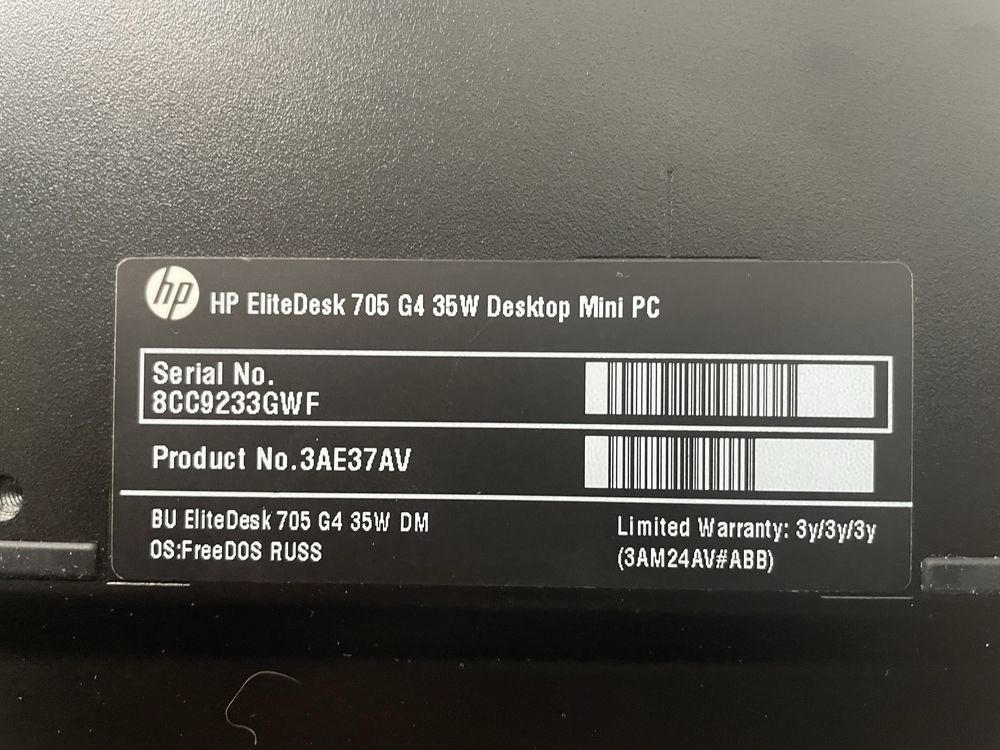 hp
HP EliteDesk 705 G4 35W Desktop Mini PC
Serial No.
8CC9233GWF
Product No.3AE37AV
BU EliteDesk 705 G4 35W DM
OS:FreeDOS RUSS
Limited Warranty: 3y/3y/3y
(3AM24AV#ABB)